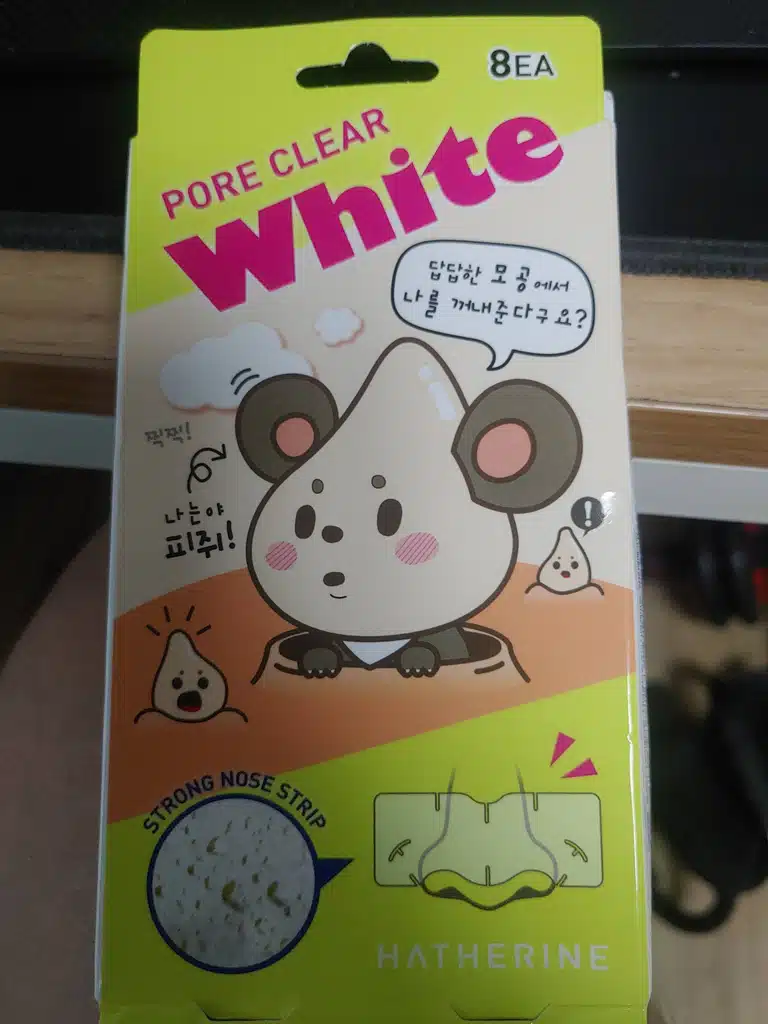 8EA
PORE CLEAR
White
답답한 모공에서
나를 꺼내준다구요?
찍찍!
나는야
피쥐!
!
STRONG NOSE STRIP
HATHERINE